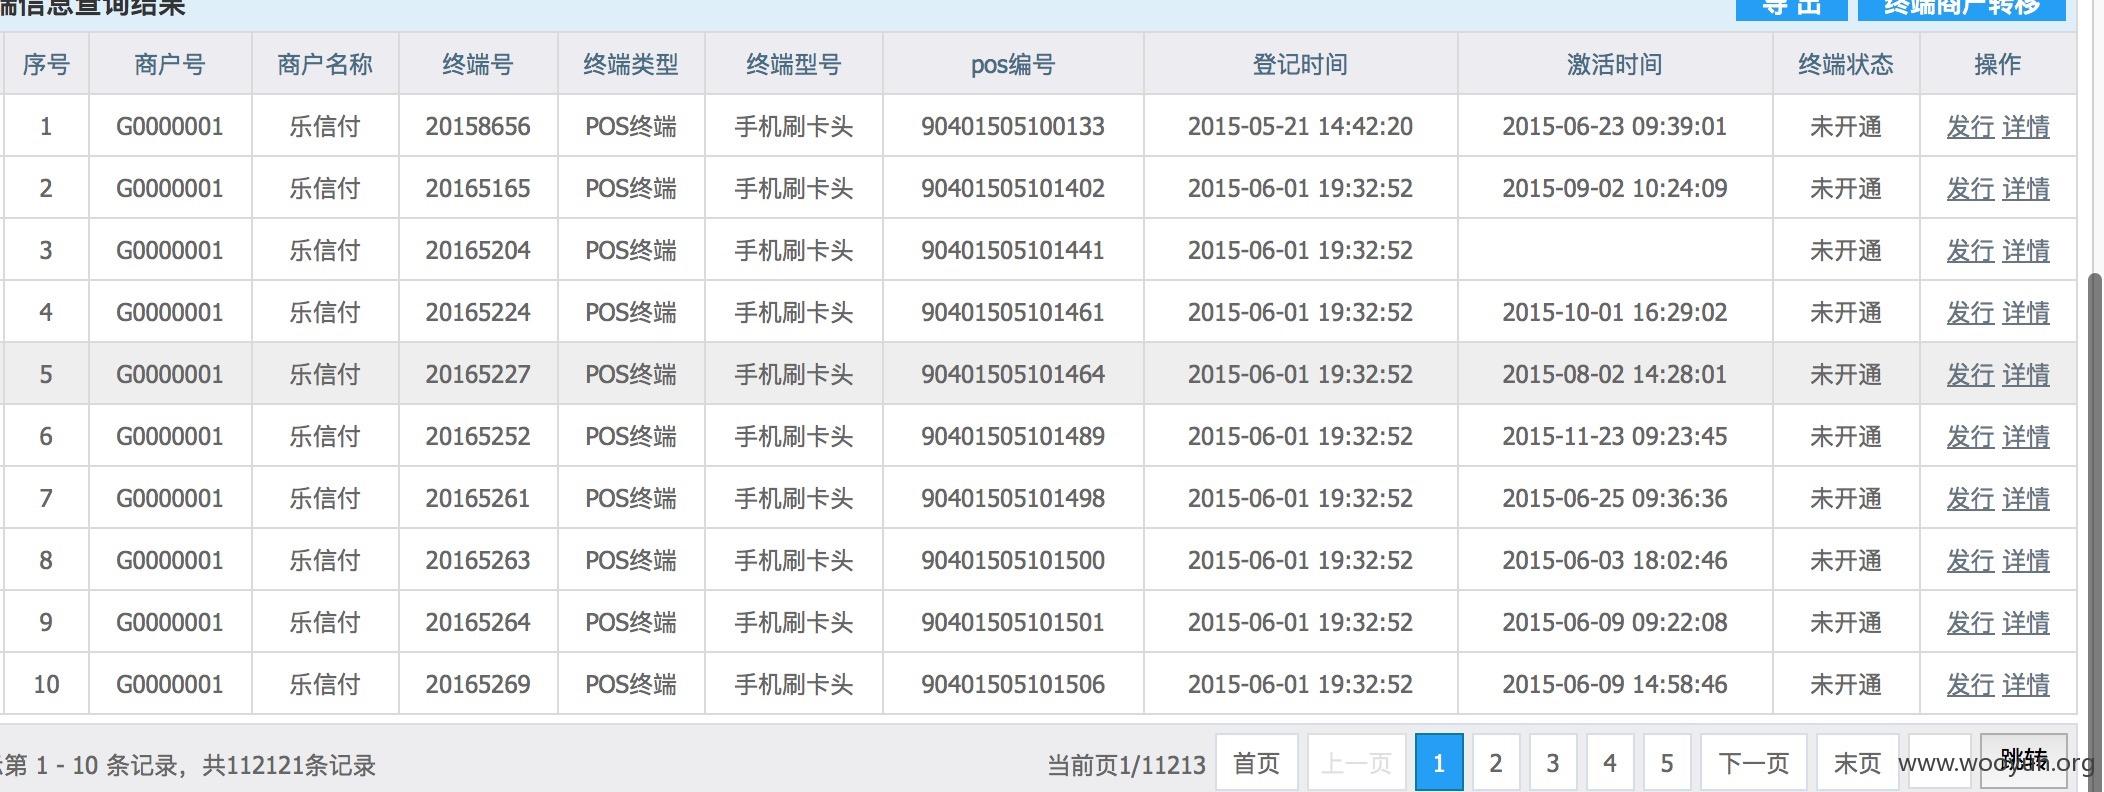 端信息查询结果 导出 终端商户转移
序号 商户号 商户名称 终端号 终端类型 终端型号 pos编号 登记时间 激活时间 终端状态 操作
1 G0000001 乐信付 20158656 POS终端 手机刷卡头 90401505100133 2015-05-21 14:42:20 2015-06-23 09:39:01 未开通 发行 详情
2 G0000001 乐信付 20165165 POS终端 手机刷卡头 90401505101402 2015-06-01 19:32:52 2015-09-02 10:24:09 未开通 发行 详情
3 G0000001 乐信付 20165204 POS终端 手机刷卡头 90401505101441 2015-06-01 19:32:52 未开通 发行 详情
4 G0000001 乐信付 20165224 POS终端 手机刷卡头 90401505101461 2015-06-01 19:32:52 2015-10-01 16:29:02 未开通 发行 详情
5 G0000001 乐信付 20165227 POS终端 手机刷卡头 90401505101464 2015-06-01 19:32:52 2015-08-02 14:28:01 未开通 发行 详情
6 G0000001 乐信付 20165252 POS终端 手机刷卡头 90401505101489 2015-06-01 19:32:52 2015-11-23 09:23:45 未开通 发行 详情
7 G0000001 乐信付 20165261 POS终端 手机刷卡头 90401505101498 2015-06-01 19:32:52 2015-06-25 09:36:36 未开通 发行 详情
8 G0000001 乐信付 20165263 POS终端 手机刷卡头 90401505101500 2015-06-01 19:32:52 2015-06-03 18:02:46 未开通 发行 详情
9 G0000001 乐信付 20165264 POS终端 手机刷卡头 90401505101501 2015-06-01 19:32:52 2015-06-09 09:22:08 未开通 发行 详情
10 G0000001 乐信付 20165269 POS终端 手机刷卡头 90401505101506 2015-06-01 19:32:52 2015-06-09 14:58:46 未开通 发行 详情
第 1 - 10 条记录，共112121条记录 当前页1/11213 首页 上一页 1 2 3 4 5 下一页 末页 跳转
www.wooyun.org